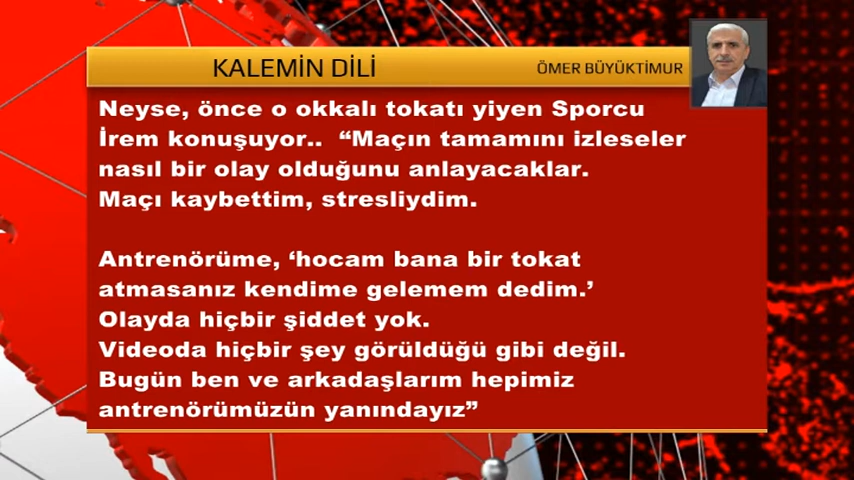 KALEMİN DİLİ
ÖMER BÜYÜKTİMUR
Neyse, önce o okkalı tokatı yiyen Sporcu
İrem konuşuyor.. “Maçın tamamını izleseler
nasıl bir olay olduğunu anlayacaklar.
Maçı kaybettim, stresliydim.
Antrenörüme, ‘hocam bana bir tokat
atmasanız kendime gelemem dedim.’
Olayda hiçbir şiddet yok.
Videoda hiçbir şey görüldüğü gibi değil.
Bugün ben ve arkadaşlarım hepimiz
antrenörümüzün yanındayız”